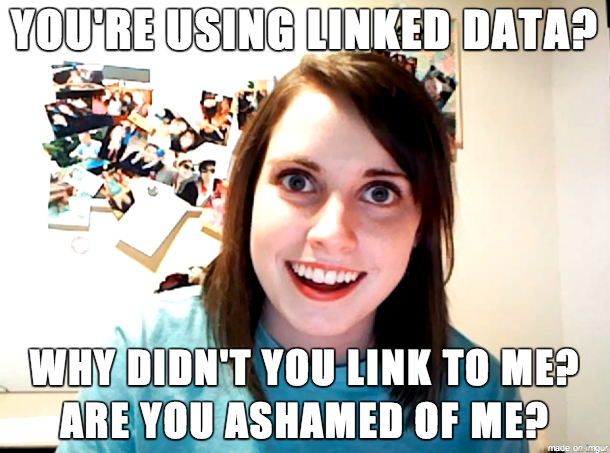 YOU'RE USING LINKED DATA?
WHY DIDN'T YOU LINK TO ME?
ARE YOU ASHAMED OF ME?
made on imgur